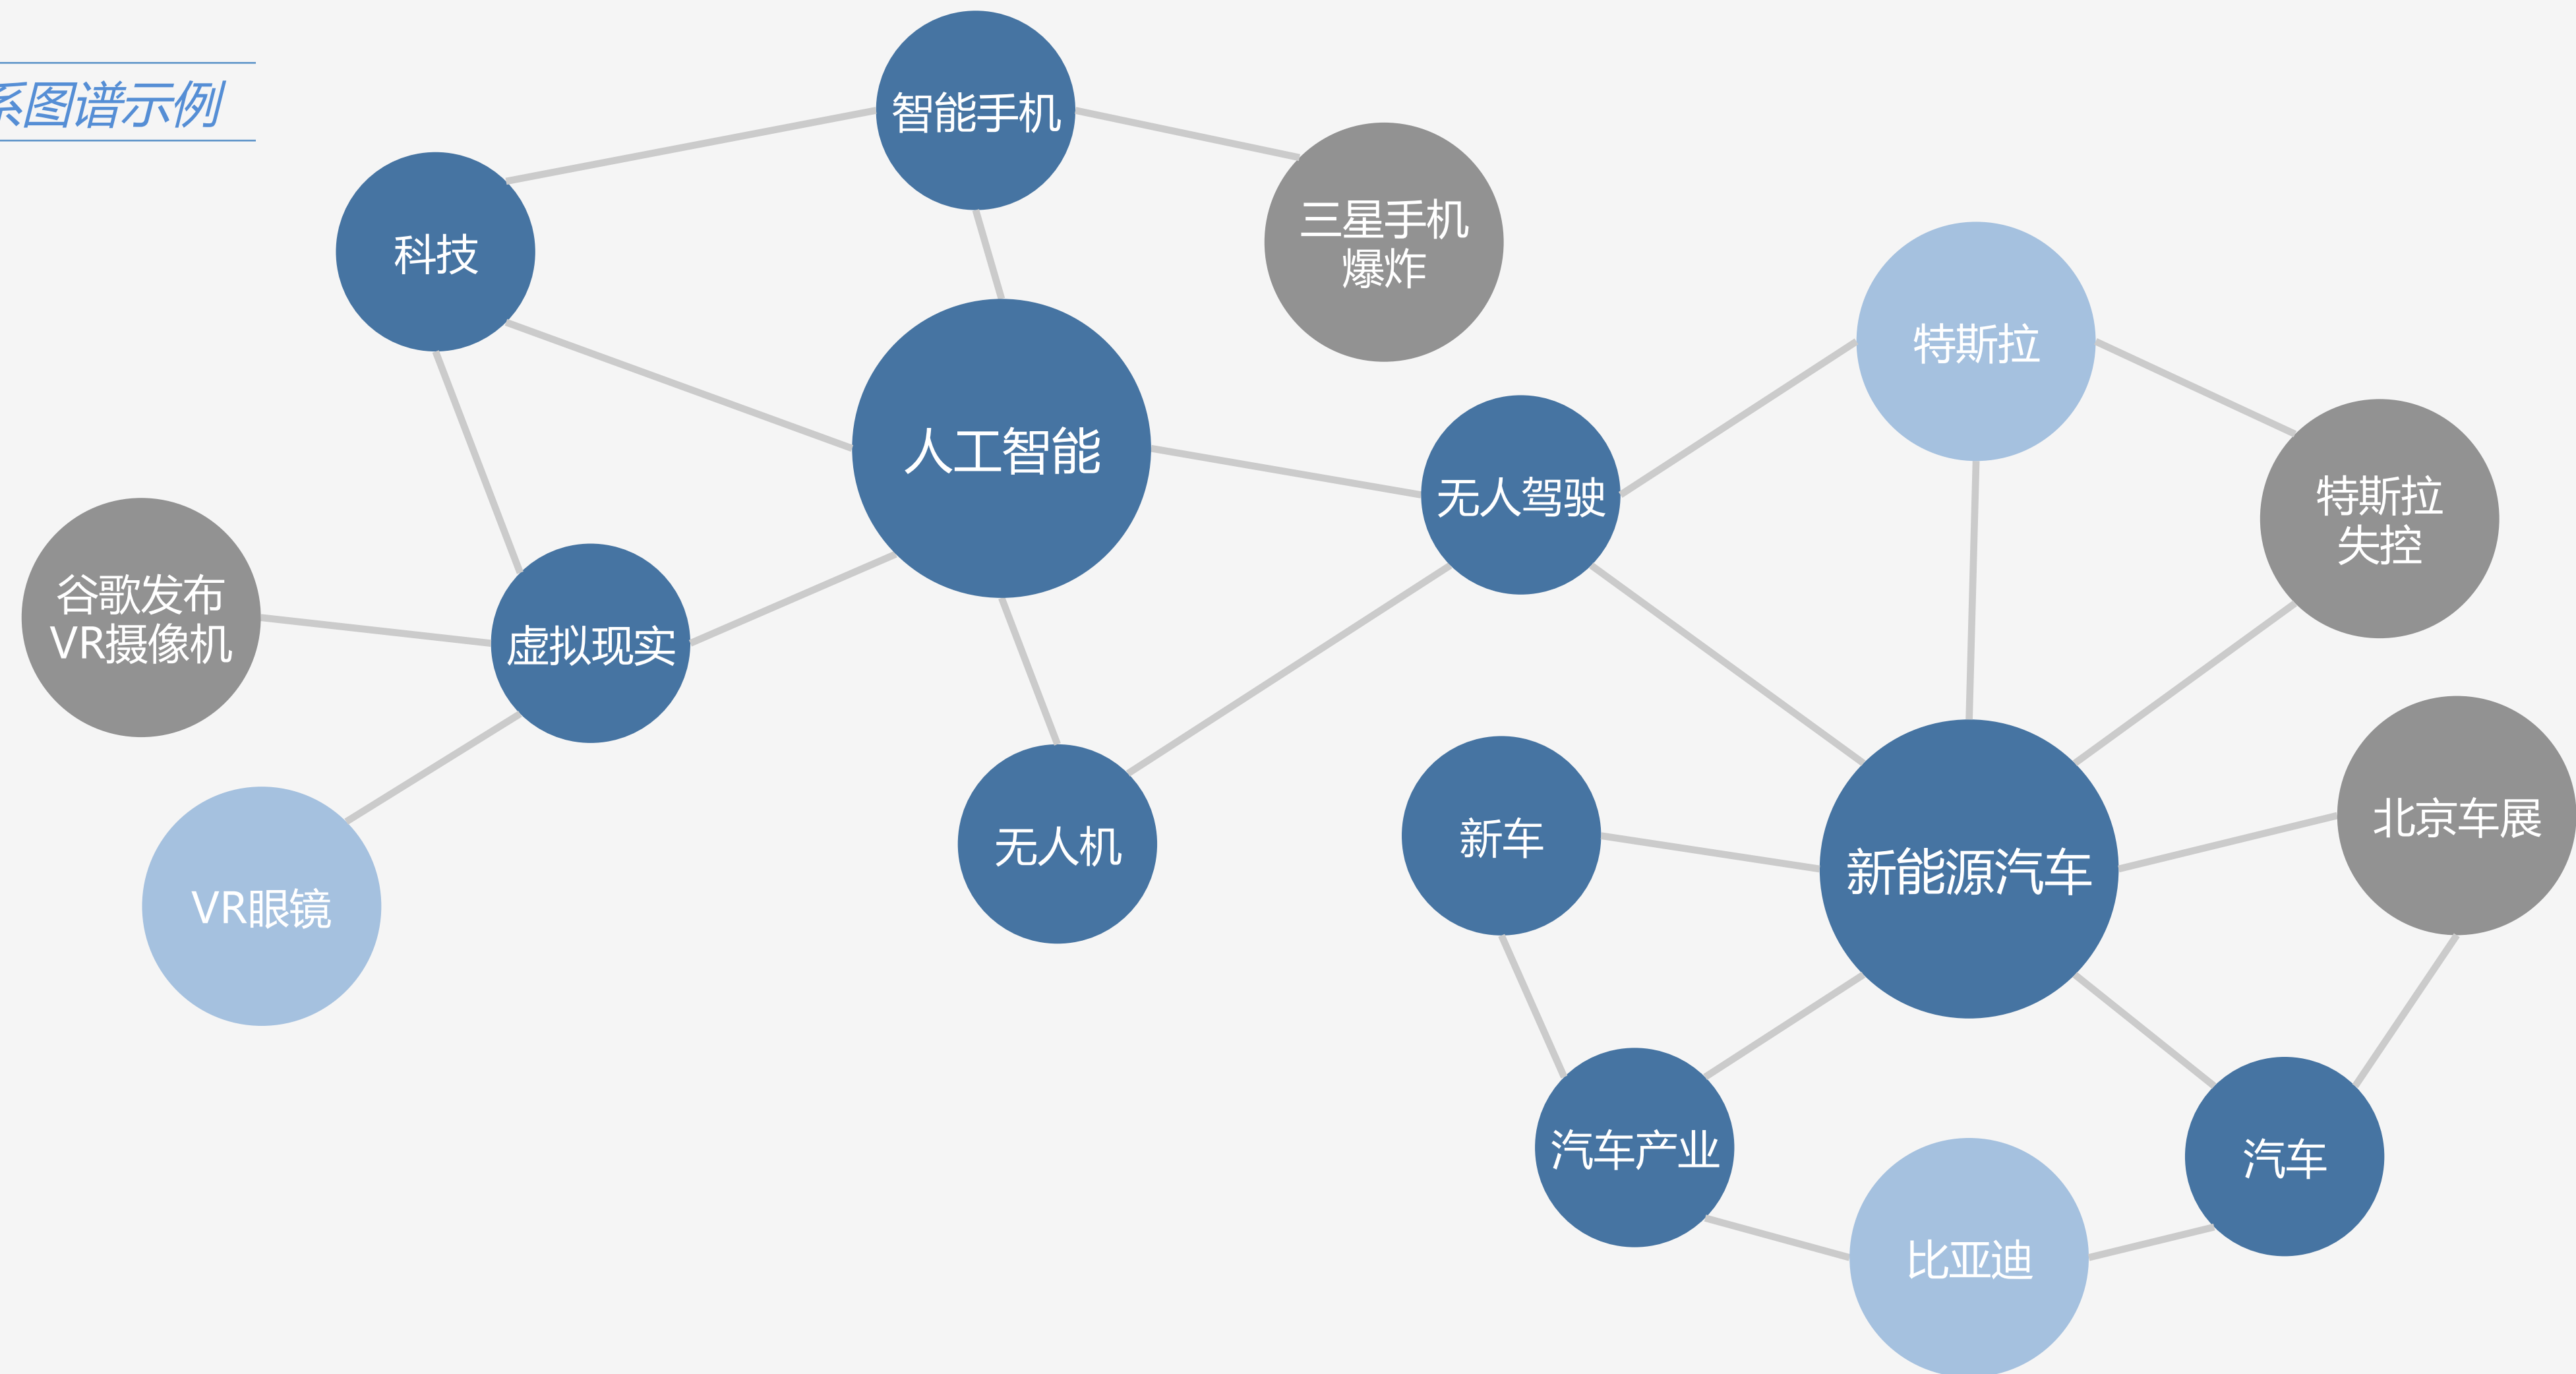 系图谱示例
智能手机
科技
三星手机
爆炸
特斯拉
人工智能
无人驾驶
特斯拉
失控
谷歌发布
VR摄像机
虚拟现实
无人机
新车
新能源汽车
北京车展
VR眼镜
汽车产业
汽车
比亚迪